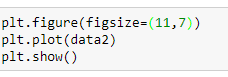 plt.figure(figsize=(11,7))
plt.plot(data2)
plt.show()